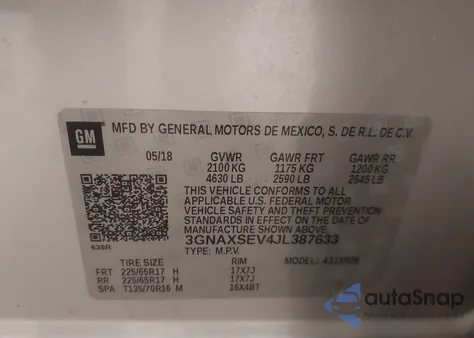 GM
MFD BY GENERAL MOTORS DE MEXICO, S. DE R.L. DE C.V.
05/18 GVWR GAWR FRT GAWR RR
2100 KG 1175 KG 1200 KG
4630 LB 2590 LB 2645 LB
THIS VEHICLE CONFORMS TO ALL
APPLICABLE U.S. FEDERAL MOTOR
VEHICLE SAFETY AND THEFT PREVENTION
STANDARDS IN EFFECT ON THE DATE OF
MANUFACTURE SHOWN ABOVE.
3GNAXSEV4JL387633
TYPE: M.P.V. MODEL:
TIRE SIZE RIM
FRT 225/65R17 H 17X7J
RR 225/65R17 H 17X7J
SPA T135/70R16 M 16X4BT
autoSnap